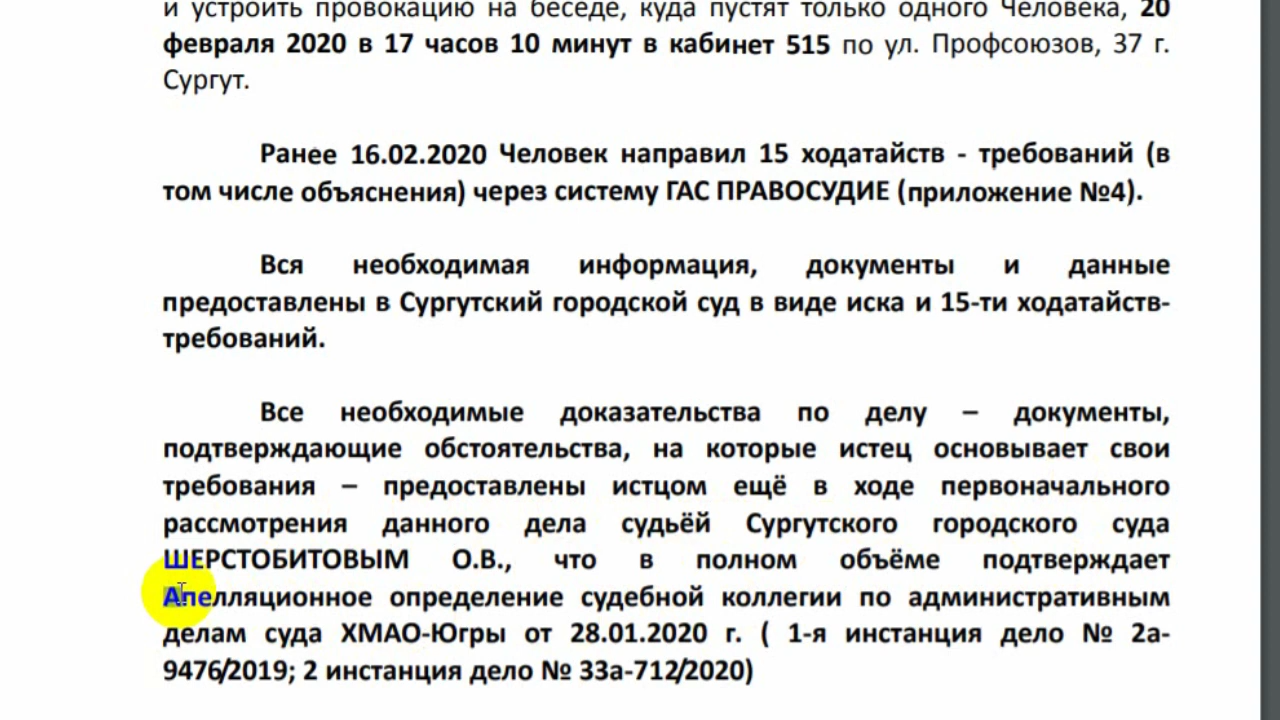 и устроить провокацию на беседе, куда пустят только одного Человека, 20
февраля 2020 в 17 часов 10 минут в кабинет 515 по ул. Профсоюзов, 37 г.
Сургут.
Ранее 16.02.2020 Человек направил 15 ходатайств - требований (в
том числе объяснения) через систему ГАС ПРАВОСУДИЕ (приложение №4).
Вся необходимая информация, документы и данные
предоставлены в Сургутский городской суд в виде иска и 15-ти ходатайств-
требований.
Все необходимые доказательства по делу – документы,
подтверждающие обстоятельства, на которые истец основывает свои
требования – предоставлены истцом ещё в ходе первоначального
рассмотрения данного дела судьёй Сургутского городского суда
ШЕРСТОБИТОВЫМ О.В., что в полном объёме подтверждает
Апелляционное определение судебной коллегии по административным
делам суда ХМАО-Югры от 28.01.2020 г. ( 1-я инстанция дело № 2а-
9476/2019; 2 инстанция дело № 33а-712/2020)